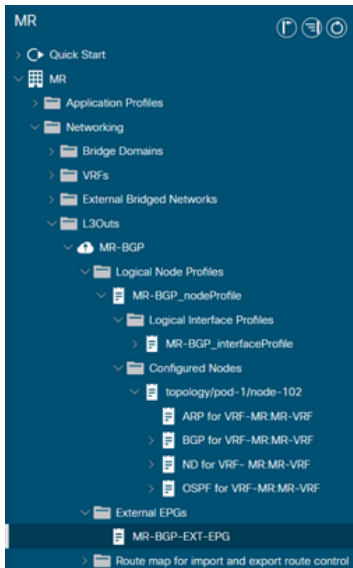 MR
Quick Start
MR
Application Profiles
Networking
Bridge Domains
VRFs
External Bridged Networks
L3Outs
MR-BGP
Logical Node Profiles
MR-BGP_nodeProfile
Logical Interface Profiles
MR-BGP_interfaceProfile
Configured Nodes
topology/pod-1/node-102
ARP for VRF-MR:MR-VRF
BGP for VRF-MR:MR-VRF
ND for VRF- MR:MR-VRF
OSPF for VRF-MR:MR-VRF
External EPGs
MR-BGP-EXT-EPG
Route map for import and export route control